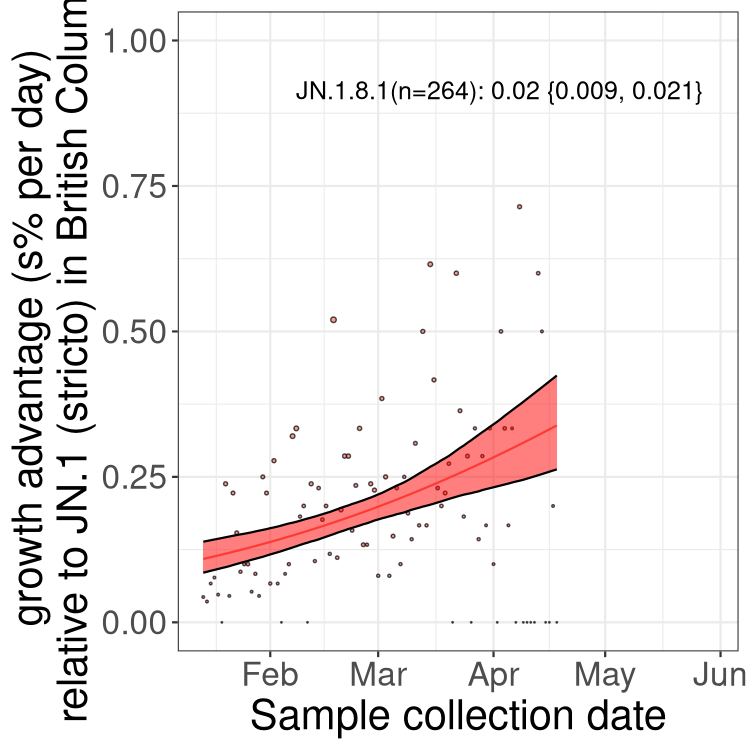 growth advantage (s% per day)
relative to JN.1 (stricto) in British Colum
1.00
0.75
0.50
0.25
0.00
JN.1.8.1(n=264): 0.02 {0.009, 0.021}
Feb Mar Apr May Jun
Sample collection date